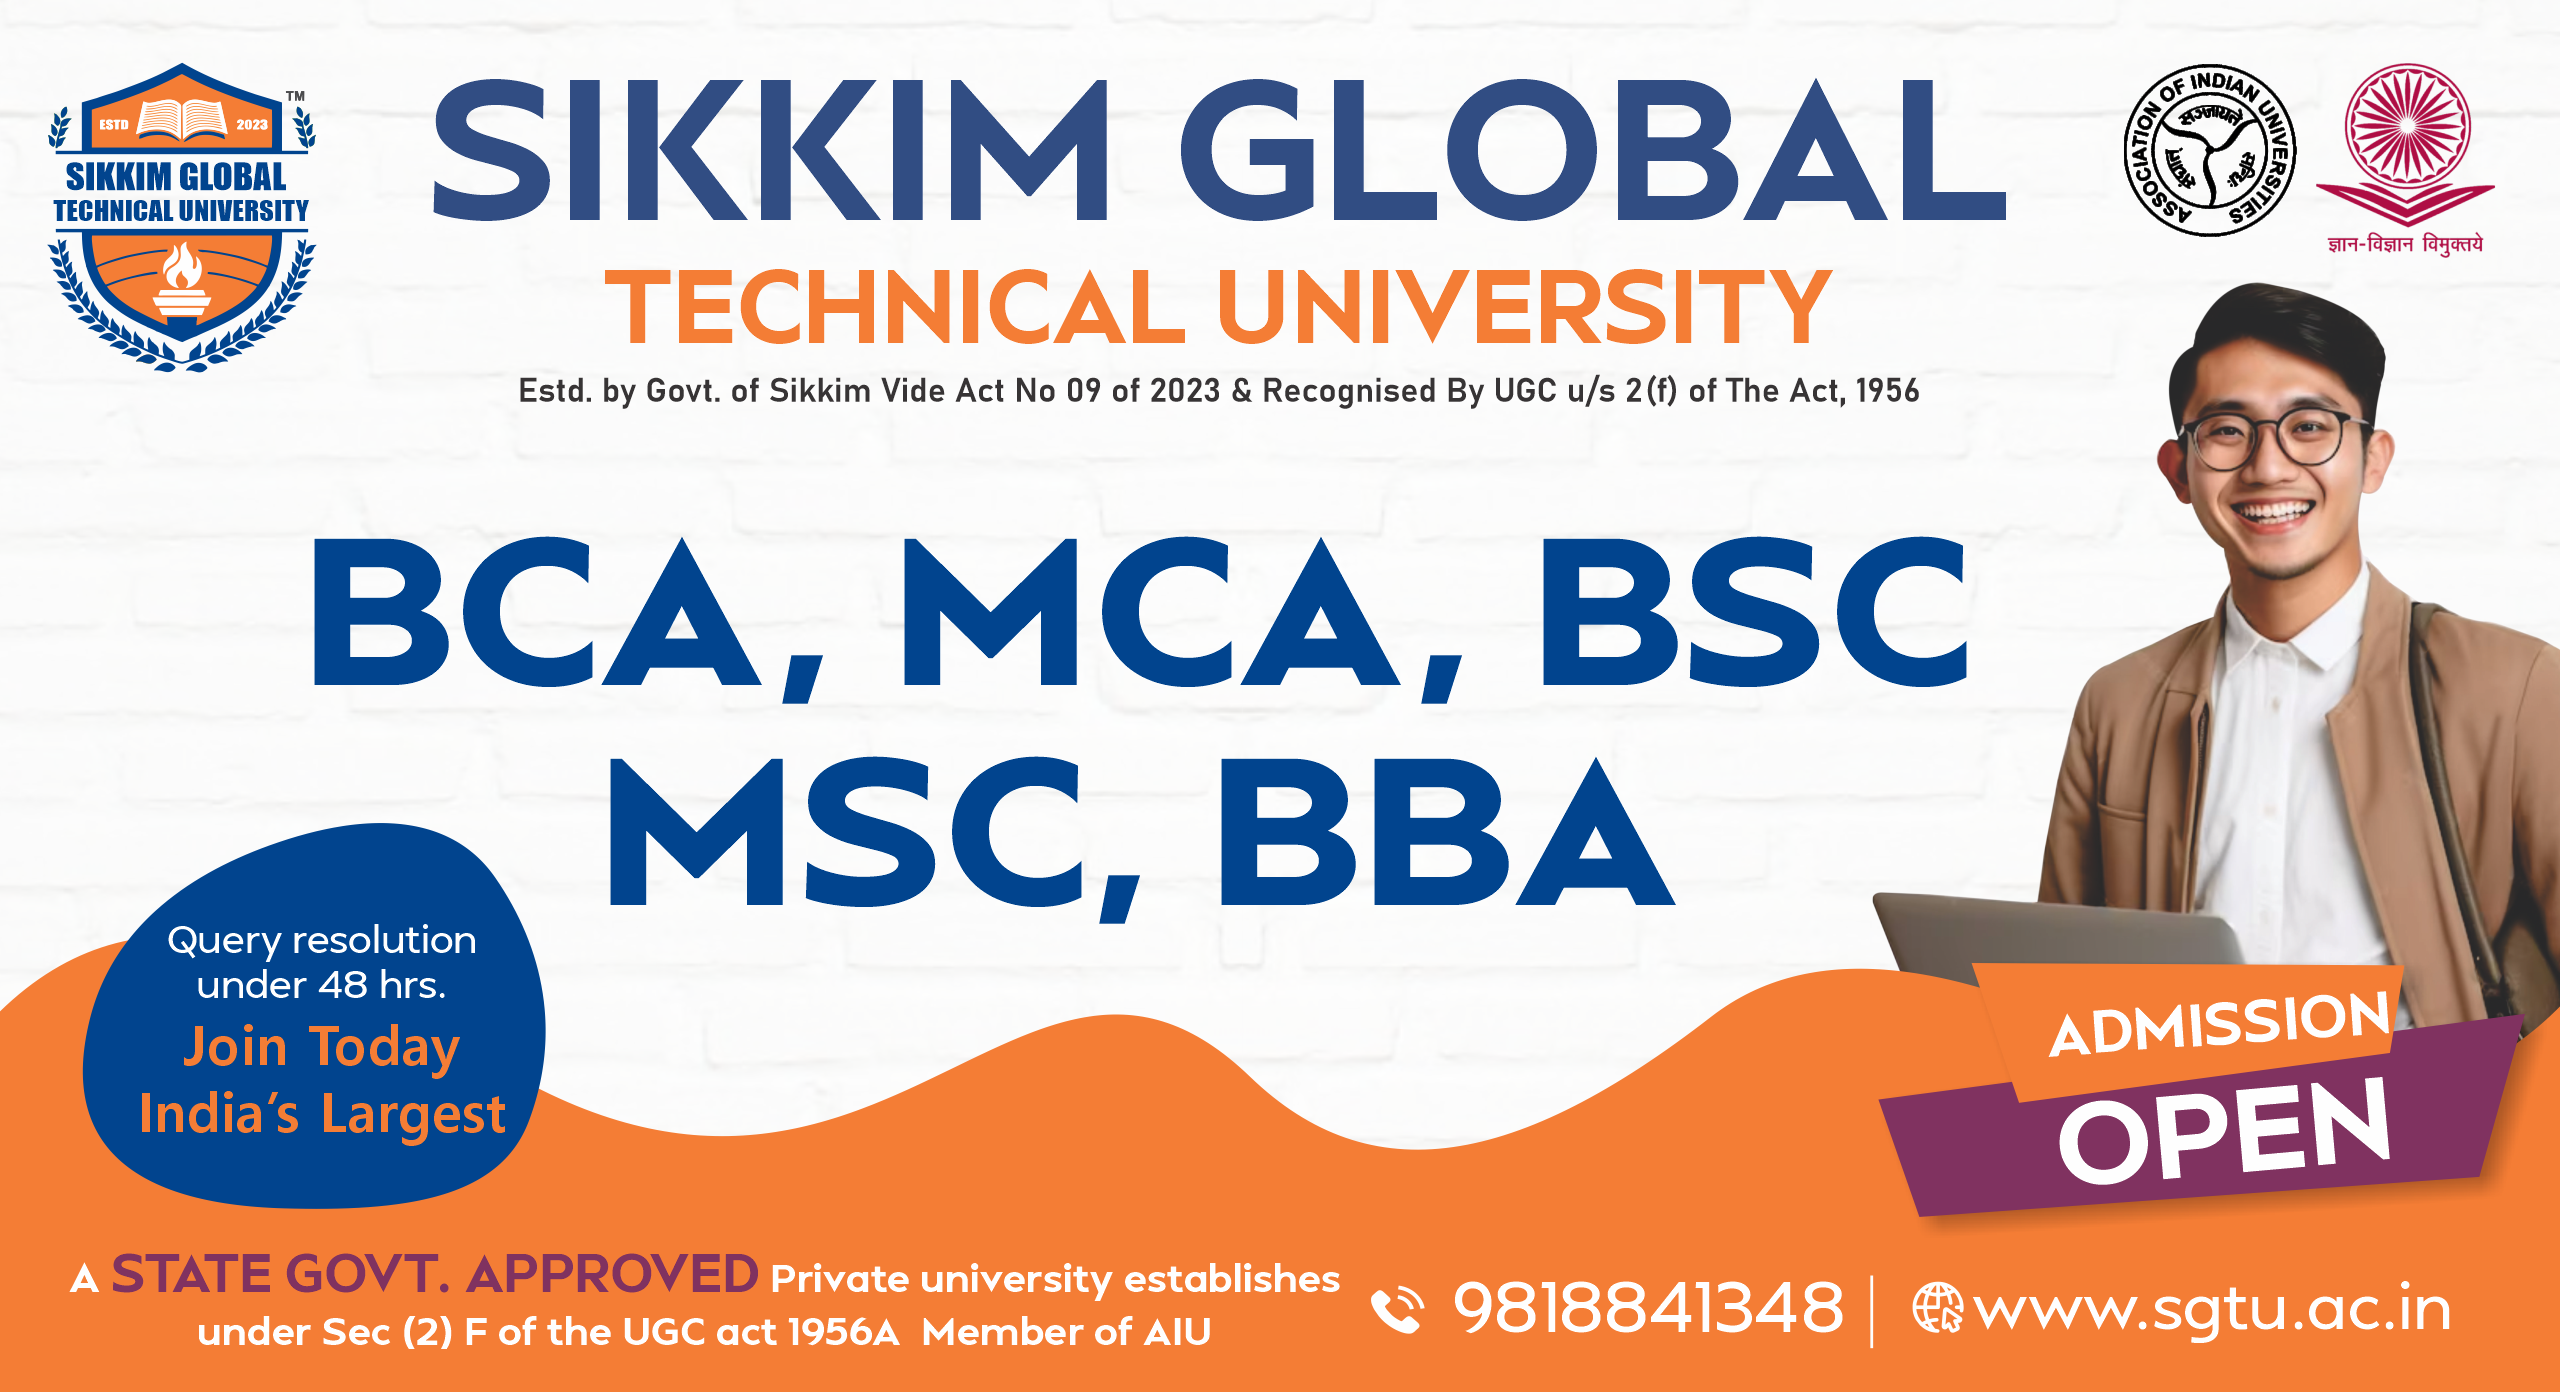 ESTD 2023
SIKKIM GLOBAL
TECHNICAL UNIVERSITY
TM
SIKKIM GLOBAL
TECHNICAL UNIVERSITY
Estd. by Govt. of Sikkim Vide Act No 09 of 2023 & Recognised By UGC u/s 2(f) of The Act, 1956
ASSOCIATION OF INDIAN UNIVERSITIES
ज्ञान-विज्ञान विमुक्तये
BCA, MCA, BSC
MSC, BBA
Query resolution
under 48 hrs.
Join Today
India's Largest
ADMISSION
OPEN
A STATE GOVT. APPROVED Private university establishes
under Sec (2) F of the UGC act 1956A Member of AIU
9818841348
www.sgtu.ac.in